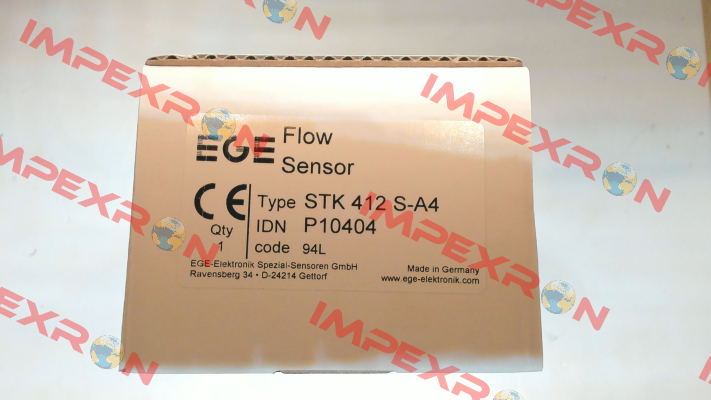 EGE Flow
Sensor
CE
Type STK 412 S-A4
IDN P10404
Qty
1
code 94L
EGE-Elektronik Spezial-Sensoren GmbH
Ravensberg 34 • D-24214 Gettorf
Made in Germany
www.ege-elektronik.com
IMPEXRON
IMPEXRON
IMPEXRON
IMPEXRON
IMPEXRON
IMPEXRON
IMPEXRON
IMPEXRON